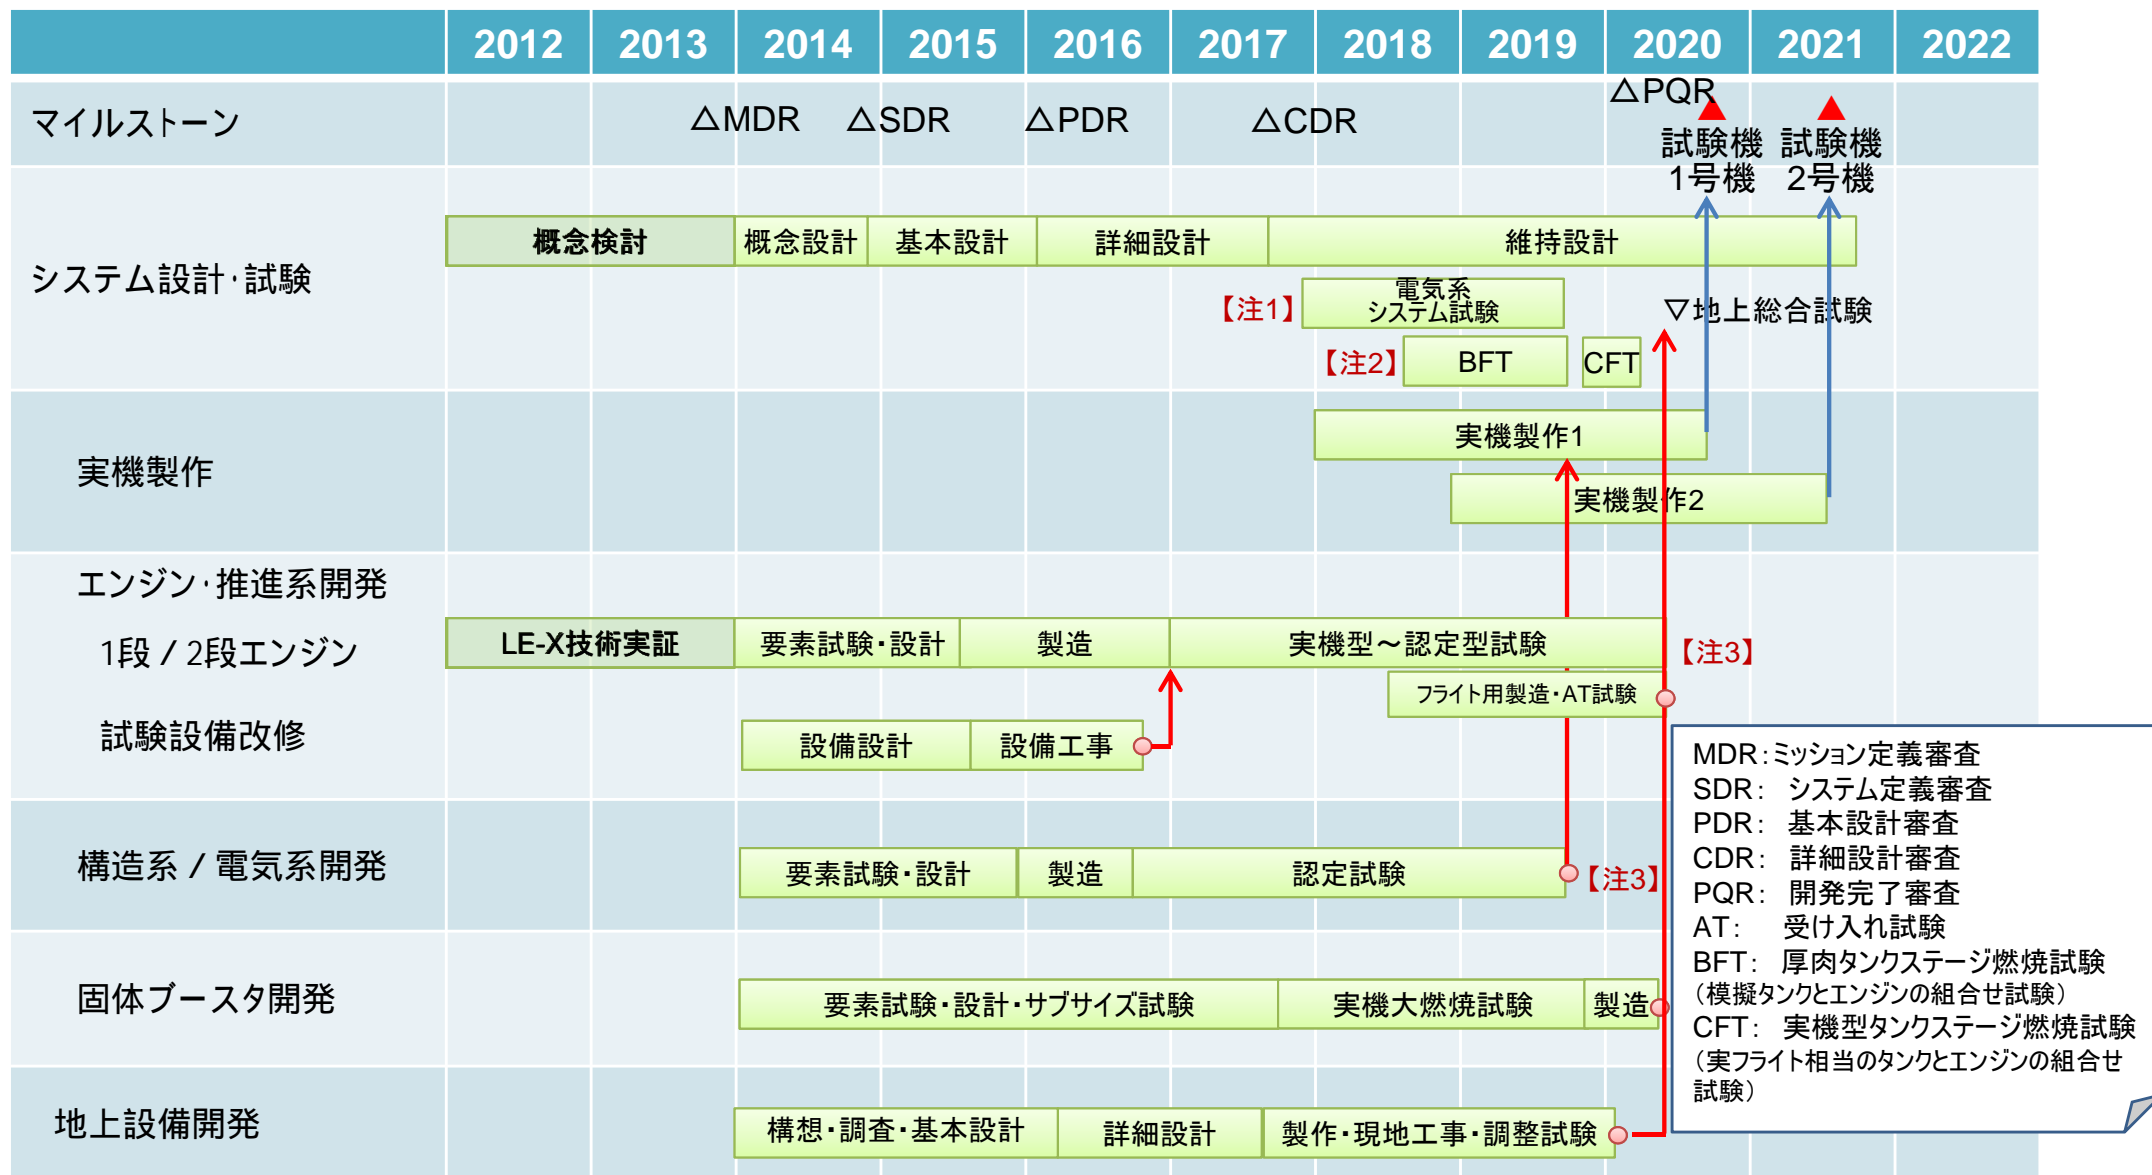 2012 2013 2014 2015 2016 2017 2018 2019 2020 2021 2022
マイルストーン
△MDR △SDR △PDR △CDR △PQR
試験機
1号機
試験機
2号機
システム設計・試験
概念検討 概念設計 基本設計 詳細設計 維持設計
【注1】
電気系
システム試験
▽地上総合試験
【注2】 BFT CFT
実機製作
実機製作1
実機製作2
エンジン・推進系開発
1段 / 2段エンジン
LE-X技術実証 要素試験・設計 製造 実機型～認定型試験 【注3】
フライト用製造・AT試験
試験設備改修
設備設計 設備工事
構造系 / 電気系開発
要素試験・設計 製造 認定試験 【注3】
固体ブースタ開発
要素試験・設計・サブサイズ試験 実機大燃焼試験 製造
地上設備開発
構想・調査・基本設計 詳細設計 製作・現地工事・調整試験
MDR：ミッション定義審査
SDR： システム定義審査
PDR： 基本設計審査
CDR： 詳細設計審査
PQR： 開発完了審査
AT： 受け入れ試験
BFT： 厚肉タンクステージ燃焼試験
（模擬タンクとエンジンの組合せ試験）
CFT： 実機型タンクステージ燃焼試験
（実フライト相当のタンクとエンジンの組合せ
試験）